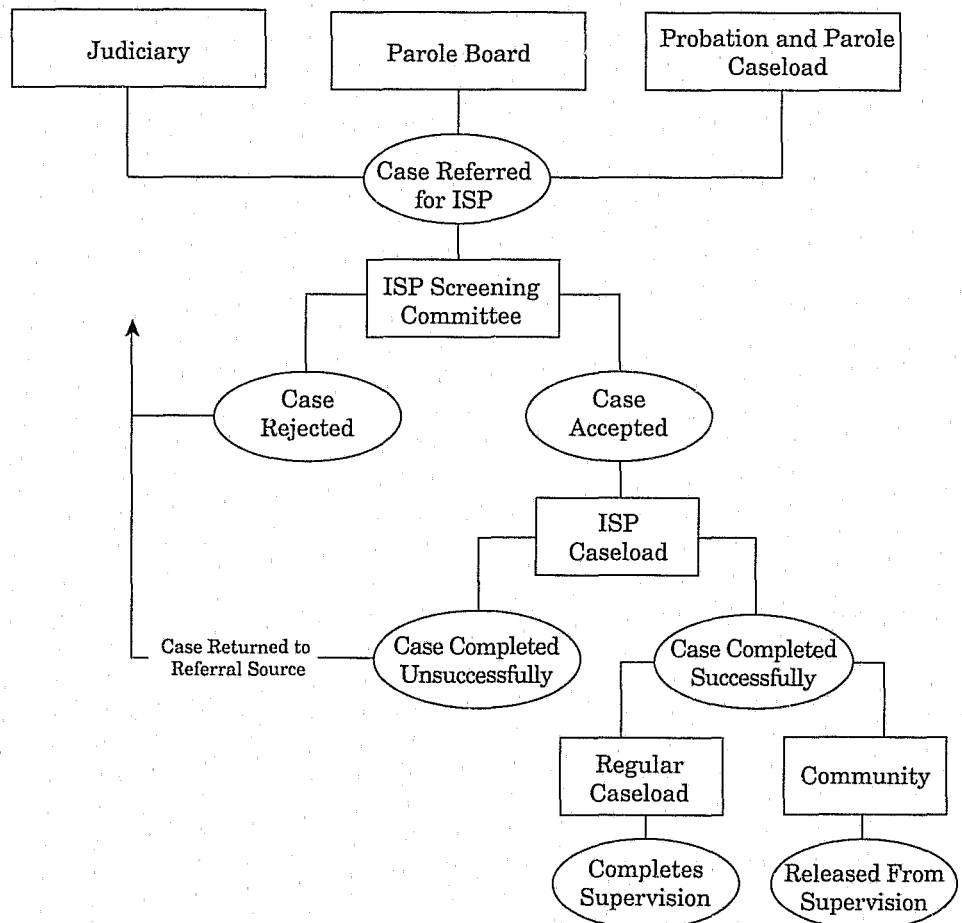 Judiciary
Parole Board
Probation and Parole
Caseload
Case Referred
for ISP
ISP Screening
Committee
Case
Rejected
Case
Accepted
ISP
Caseload
Case Returned to
Referral Source
Case Completed
Unsuccessfully
Case Completed
Successfully
Regular
Caseload
Community
Completes
Supervision
Released From
Supervision